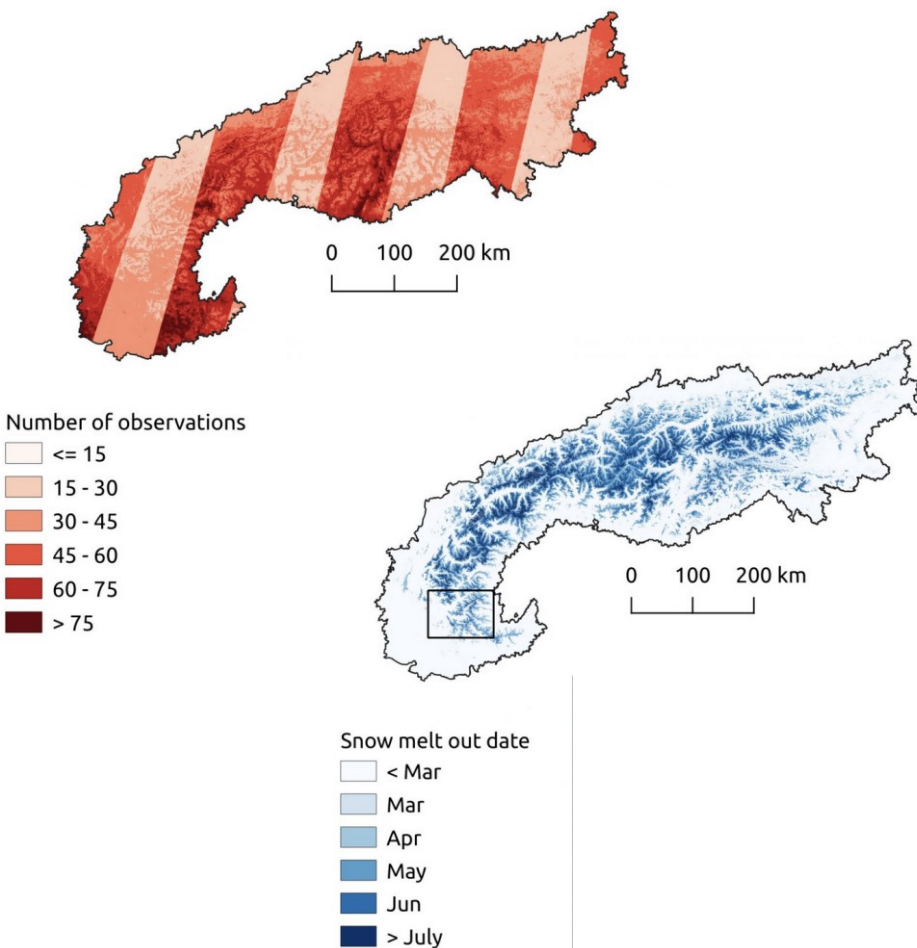 0 100 200 km
Number of observations
<= 15
15 - 30
30 - 45
45 - 60
60 - 75
> 75
0 100 200 km
Snow melt out date
< Mar
Mar
Apr
May
Jun
> July